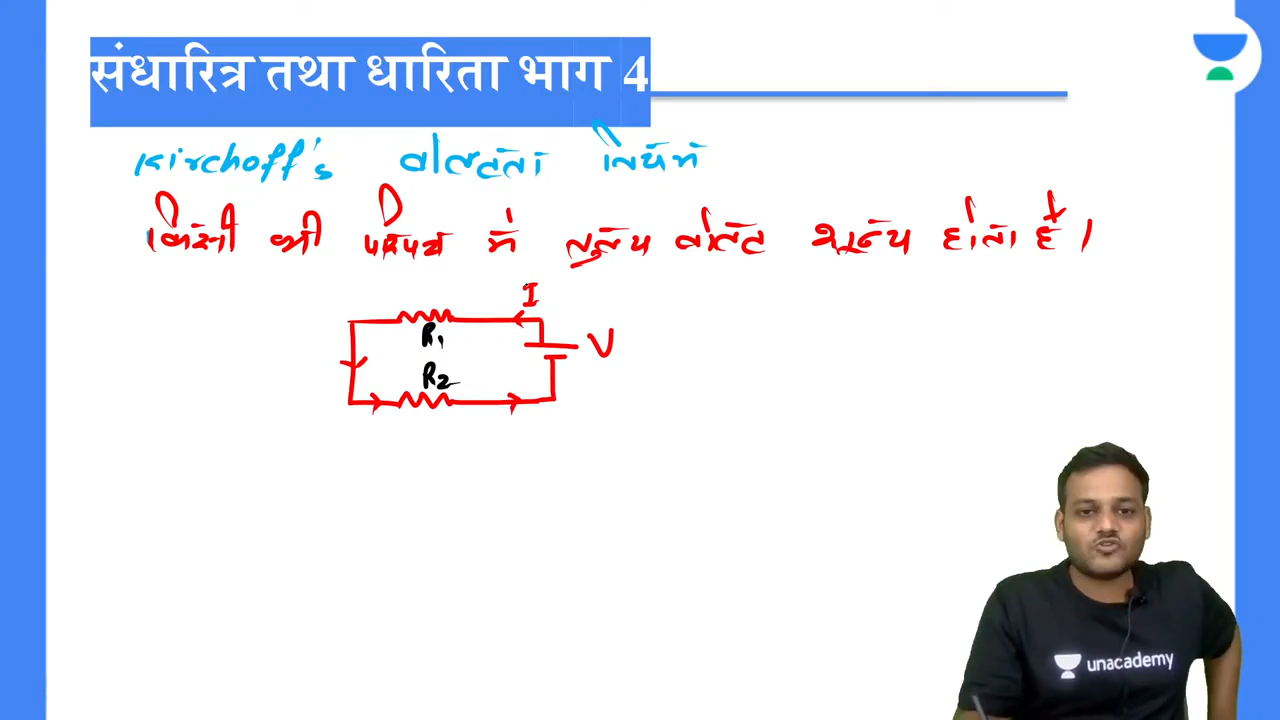 संधारित्र तथा धारिता भाग 4
Kirchoff's वोल्टता नियम
किसी भी परिपथ में कुल वोल्ट शून्य होता है।
I
R1
V
R2
unacademy